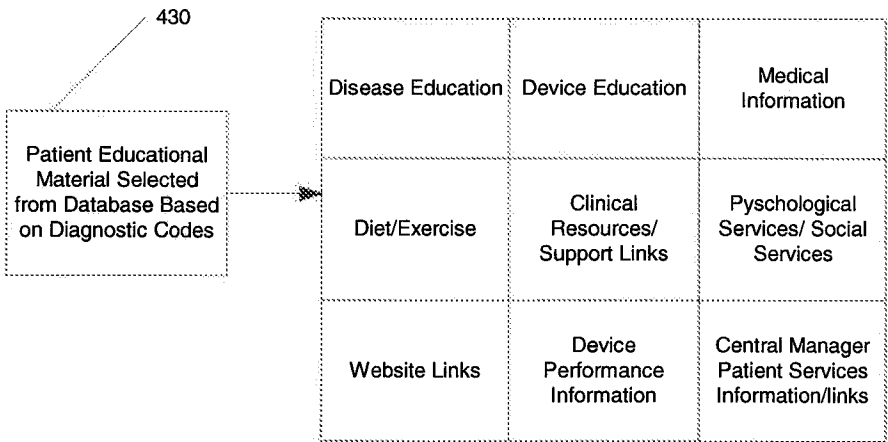 430
Patient Educational
Material Selected
from Database Based
on Diagnostic Codes
Disease Education
Device Education
Medical
Information
Diet/Exercise
Clinical
Resources/
Support Links
Pyschological
Services/ Social
Services
Website Links
Device
Performance
Information
Central Manager
Patient Services
Information/links